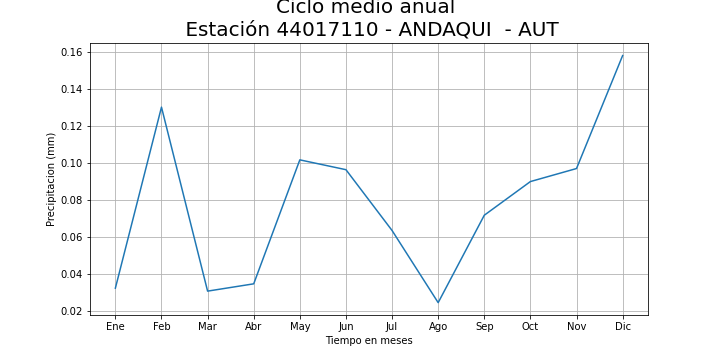 Ciclo medio anual
Estación 44017110 - ANDAQUI  - AUT
0.16
0.14
0.12
0.10
0.08
0.06
0.04
0.02
Precipitacion (mm)
Ene Feb Mar Abr May Jun Jul Ago Sep Oct Nov Dic
Tiempo en meses